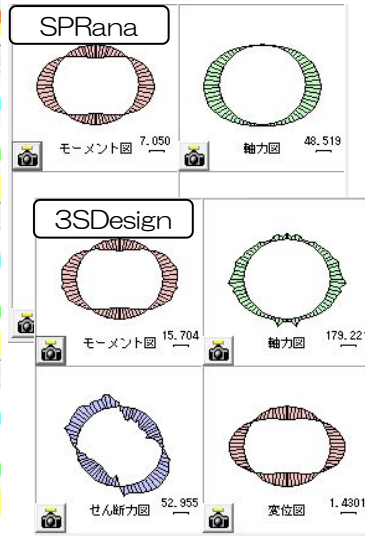 SPRana
モーメント図 7.050
軸力図 48.519
3SDesign
モーメント図 15.704
軸力図 179.221
せん断力図 52.955
変位図 1.4301